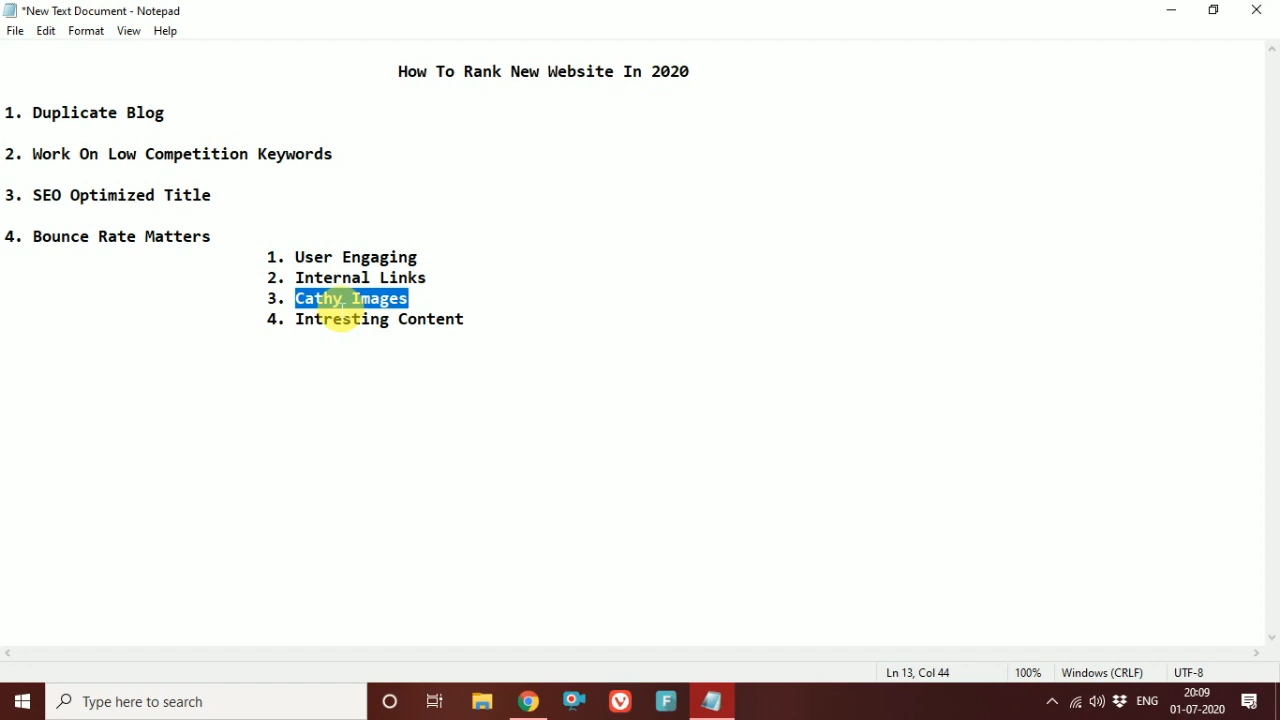 *New Text Document - Notepad
File Edit Format View Help
How To Rank New Website In 2020
1. Duplicate Blog
2. Work On Low Competition Keywords
3. SEO Optimized Title
4. Bounce Rate Matters
1. User Engaging
2. Internal Links
3. Cathy Images
4. Intresting Content
Ln 13, Col 44 100% Windows (CRLF) UTF-8
Type here to search
F
ENG
20:09
01-07-2020